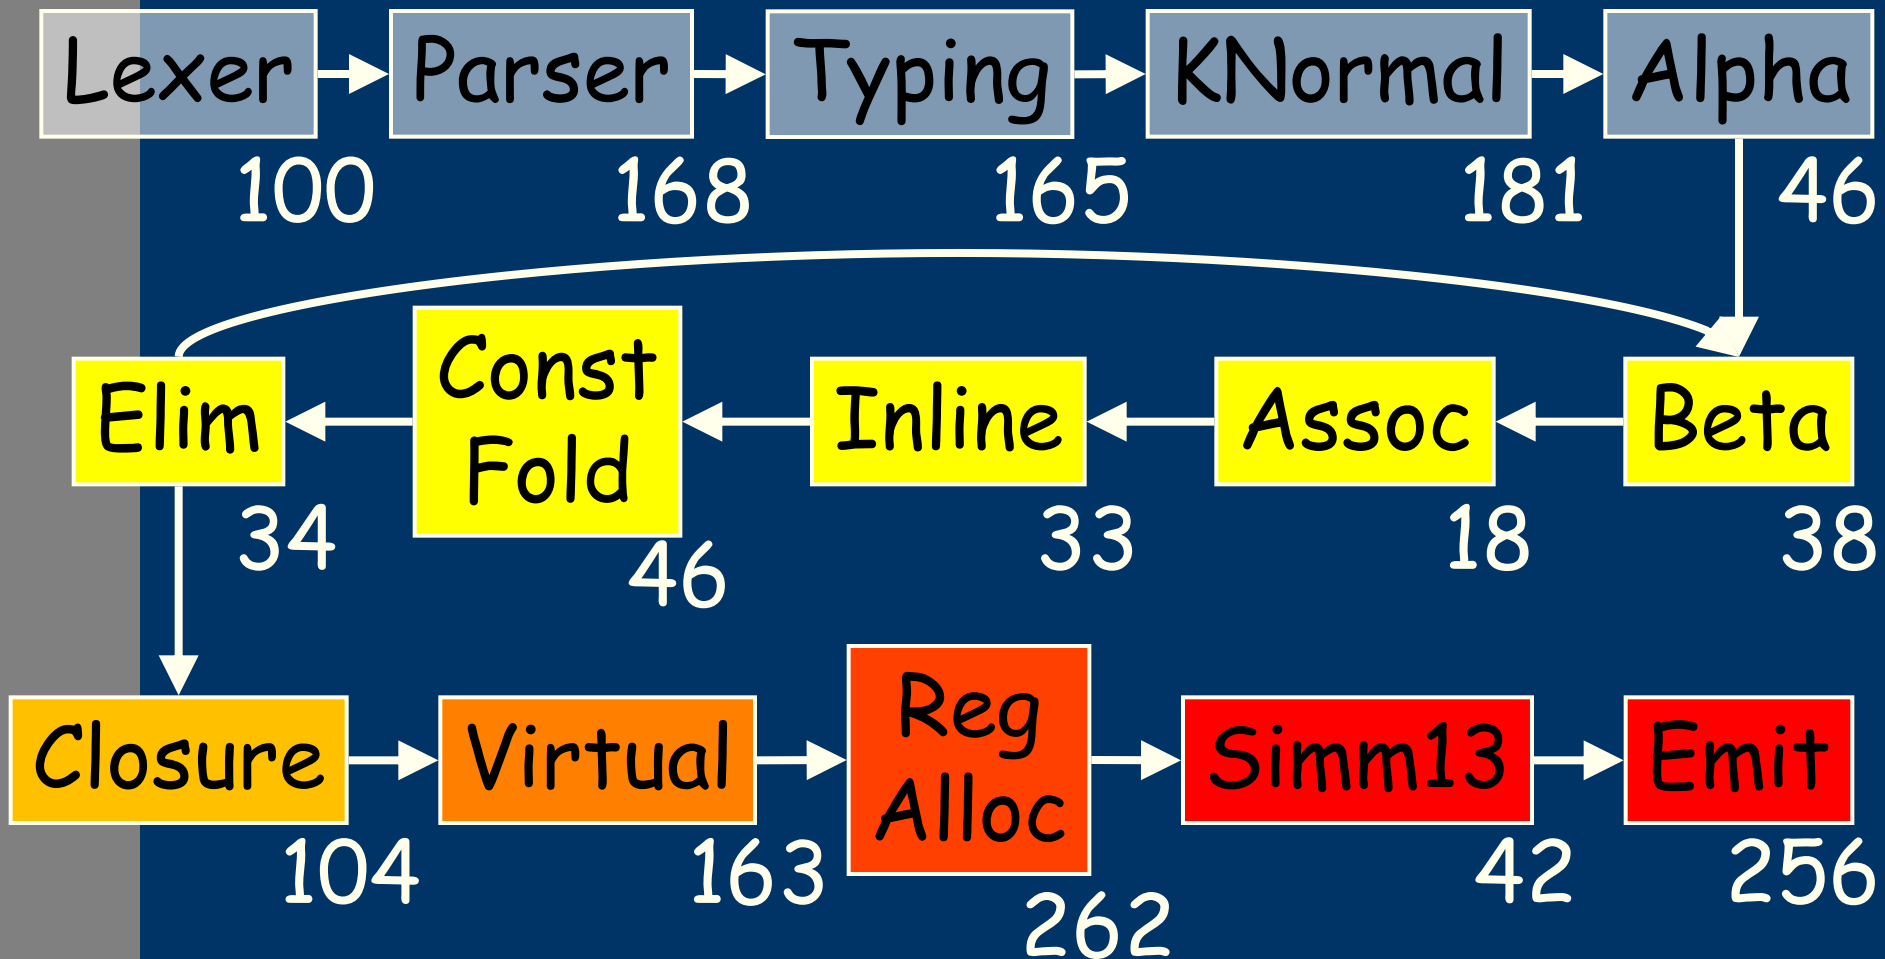 Lexer
Parser
Typing
KNormal
Alpha
100
168
165
181
46
Elim
Const
Fold
Inline
Assoc
Beta
34
46
33
18
38
Closure
Virtual
Reg
Alloc
Simm13
Emit
104
163
262
42
256